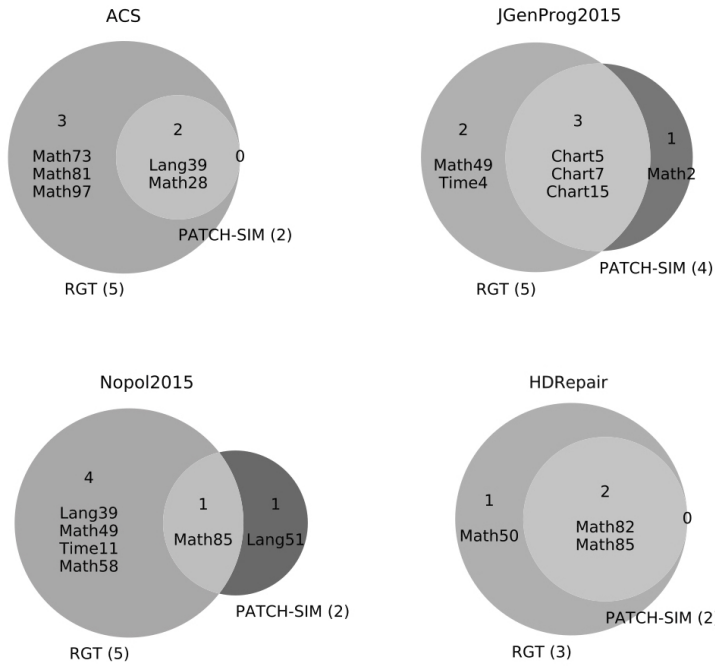 ACS
3
Math73
Math81
Math97
2
Lang39
Math28
0
PATCH-SIM (2)
RGT (5)
JGenProg2015
2
Math49
Time4
3
Chart5
Chart7
Chart15
1
Math2
PATCH-SIM (4)
RGT (5)
Nopol2015
4
Lang39
Math49
Time11
Math58
1
Math85
1
Lang51
PATCH-SIM (2)
RGT (5)
HDRepair
1
Math50
2
Math82
Math85
0
PATCH-SIM (2
RGT (3)